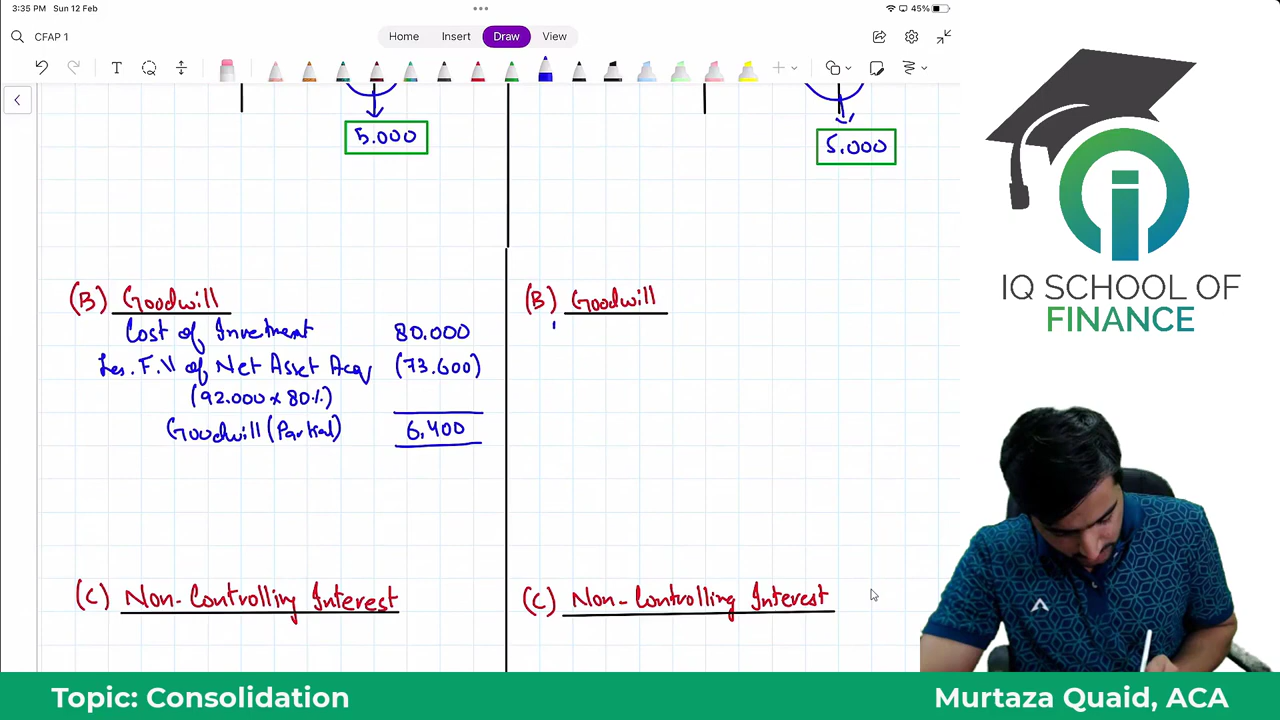 3:35 PM Sun 12 Feb
45%
CFAP 1
Home Insert Draw View
5.000
5.000
(B) Goodwill
Cost of Investment 80.000
Les. F.V of Net Asset Acq (73.600)
(92.000 x 80%)
Goodwill (Partial) 6,400
(B) Goodwill
(C) Non-Controlling Interest
(C) Non-Controlling Interest
IQ SCHOOL OF
FINANCE
Topic: Consolidation
Murtaza Quaid, ACA